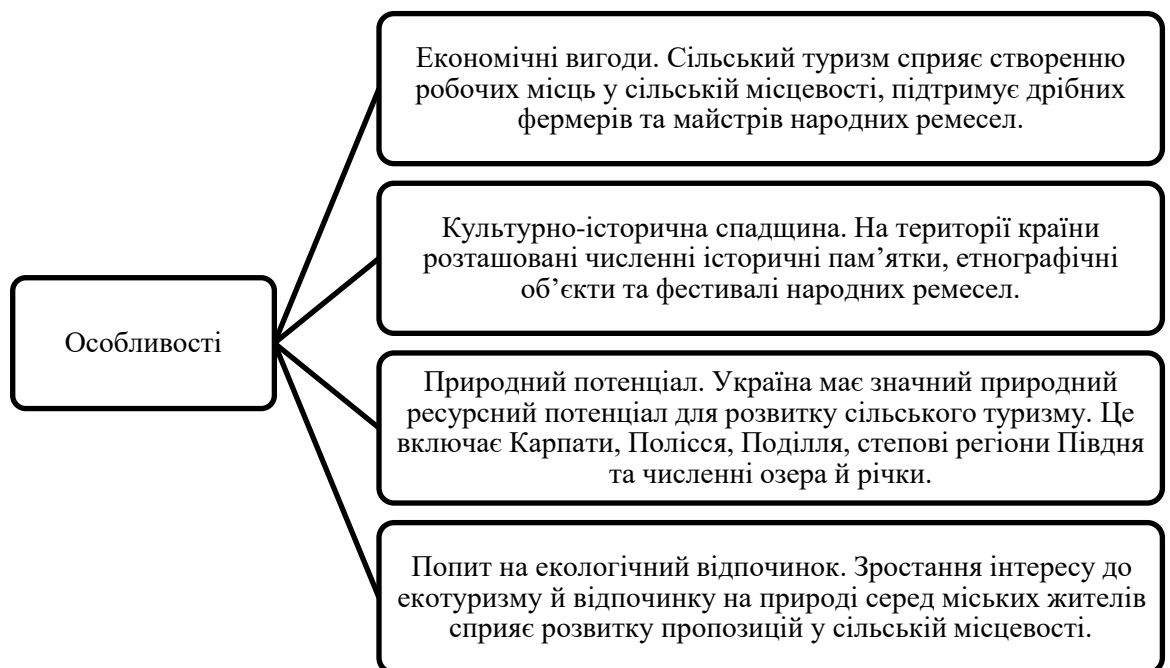 Економічні вигоди. Сільський туризм сприяє створенню
робочих місць у сільській місцевості, підтримує дрібних
фермерів та майстрів народних ремесел.
Культурно-історична спадщина. На території країни
розташовані численні історичні пам’ятки, етнографічні
об’єкти та фестивалі народних ремесел.
Особливості
Природний потенціал. Україна має значний природний
ресурсний потенціал для розвитку сільського туризму. Це
включає Карпати, Полісся, Поділля, степові регіони Півдня
та численні озера й річки.
Попит на екологічний відпочинок. Зростання інтересу до
екотуризму й відпочинку на природі серед міських жителів
сприяє розвитку пропозицій у сільській місцевості.